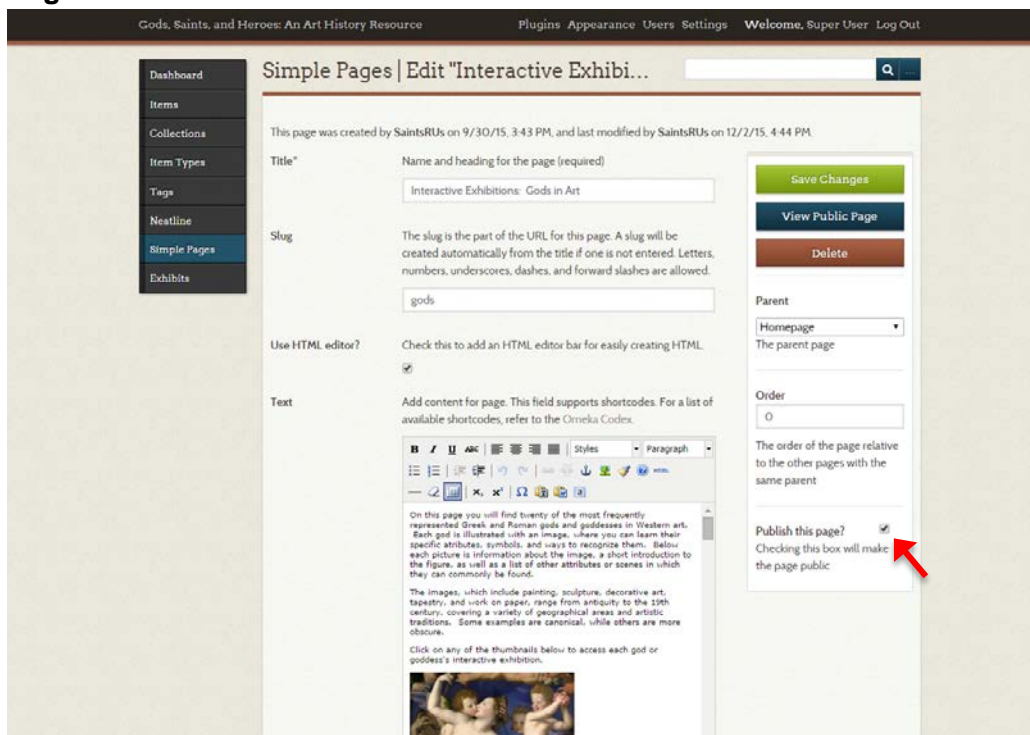 Gods, Saints, and Heroes: An Art History Resource
Plugins Appearance Users Settings Welcome, Super User Log Out
Simple Pages | Edit "Interactive Exhibi...
Dashboard
Items
Collections
Item Types
Tags
Neatline
Simple Pages
Exhibits
This page was created by SaintsRUs on 9/30/15, 3:43 PM, and last modified by SaintsRUs on 12/2/15, 4:44 PM.
Title*
Name and heading for the page (required)
Interactive Exhibitions: Gods in Art
Slug
The slug is the part of the URL for this page. A slug will be
created automatically from the title if one is not entered. Letters,
numbers, underscores, dashes, and forward slashes are allowed.
gods
Use HTML editor?
Check this to add an HTML editor bar for easily creating HTML.
Text
Add content for page. This field supports shortcodes. For a list of
available shortcodes, refer to the Omeka Codex.
B I U ABC Styles Paragraph
HTML
On this page you will find twenty of the most frequently
represented Greek and Roman gods and goddesses in Western art.
Each god is illustrated with an image, where you can learn their
specific atributes, symbols, and ways to recognize them. Below
each picture is information about the image, a short introduction to
the figure, as well as a list of other attributes or scenes in which
they can commonly be found.
The images, which include painting, sculpture, decorative art,
tapestry, and work on paper, range from antiquity to the 19th
century, covering a variety of geographical areas and artistic
traditions. Some examples are canonical, while others are more
obscure.
Click on any of the thumbnails below to access each god or
goddess's interactive exhibition.
Save Changes
View Public Page
Delete
Parent
Homepage
The parent page
Order
0
The order of the page relative
to the other pages with the
same parent
Publish this page?
Checking this box will make
the page public